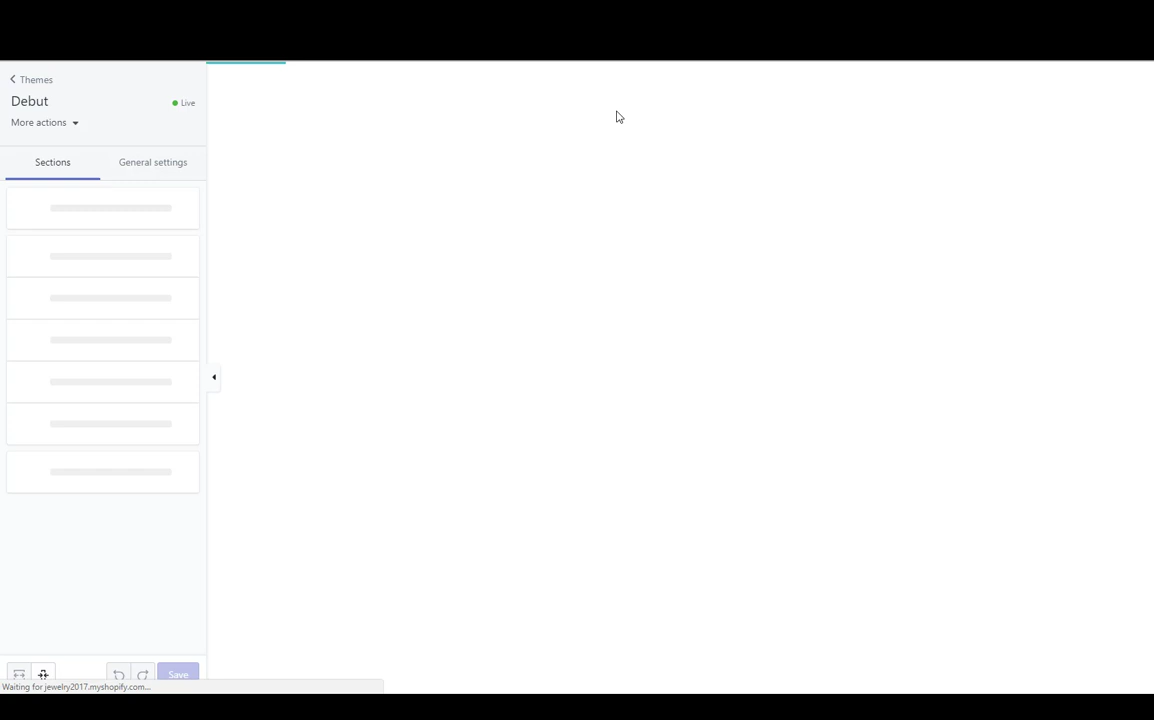 Themes
Debut
Live
More actions
Sections
General settings
Save
Waiting for jewelry2017.myshopify.com...